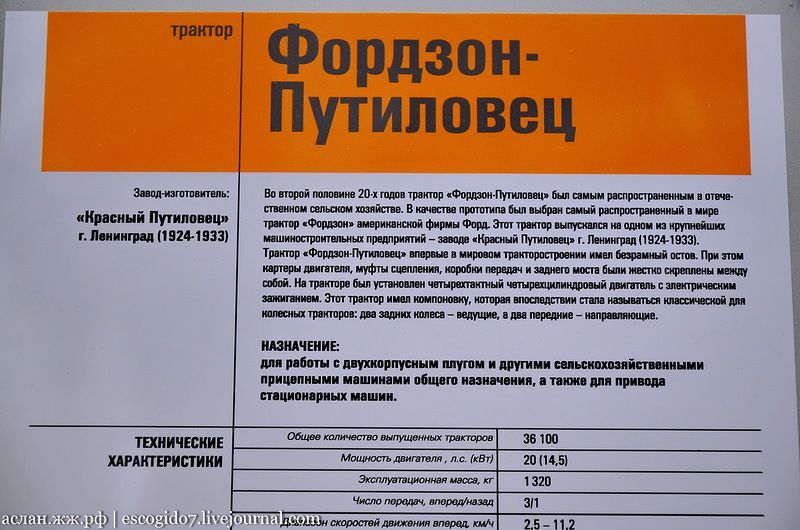 трактор
Фордзон-
Путиловец
Завод-изготовитель:
«Красный Путиловец»
г. Ленинград (1924-1933)
Во второй половине 20-х годов трактор «Фордзон-Путиловец» был самым распространенным в отече-
ственном сельском хозяйстве. В качестве прототипа был выбран самый распространенный в мире
трактор «Фордзон» американской фирмы Форд. Этот трактор выпускался на одном из крупнейших
машиностроительных предприятий – заводе «Красный Путиловец» г. Ленинград (1924-1933).
Трактор «Фордзон-Путиловец» впервые в мировом тракторостроении имел безрамный остов. При этом
картеры двигателя, муфты сцепления, коробки передач и заднего моста были жестко скреплены между
собой. На тракторе был установлен четырехтактный четырехцилиндровый двигатель с электрическим
зажиганием. Этот трактор имел компоновку, которая впоследствии стала называться классической для
колесных тракторов: два задних колеса – ведущие, а два передние – направляющие.
НАЗНАЧЕНИЕ:
для работы с двухкорпусным плугом и другими сельскохозяйственными
прицепными машинами общего назначения, а также для привода
стационарных машин.
ТЕХНИЧЕСКИЕ
ХАРАКТЕРИСТИКИ
Общее количество выпущенных тракторов 36 100
Мощность двигателя , л.с. (кВт) 20 (14,5)
Эксплуатационная масса, кг 1 320
Число передач, вперед/назад 3/1
Диапазон скоростей движения вперед, км/ч 2,5 – 11,2
аслан.жж.рф | escogido7.livejournal.com